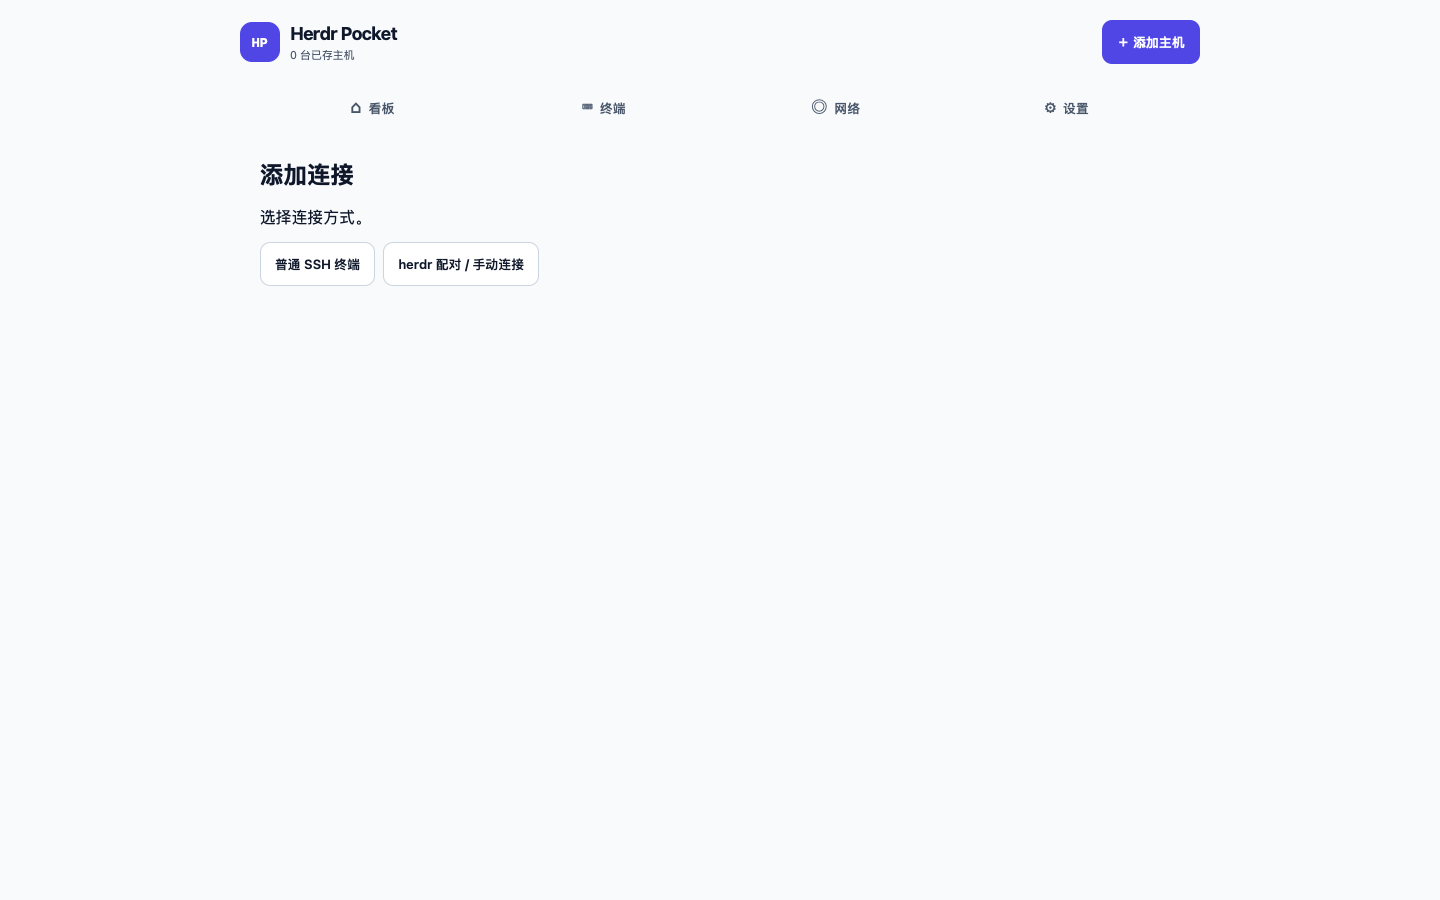 HP
Herdr Pocket
0 台已存主机
+ 添加主机
看板
终端
网络
设置
添加连接
选择连接方式。
普通 SSH 终端
herdr 配对 / 手动连接